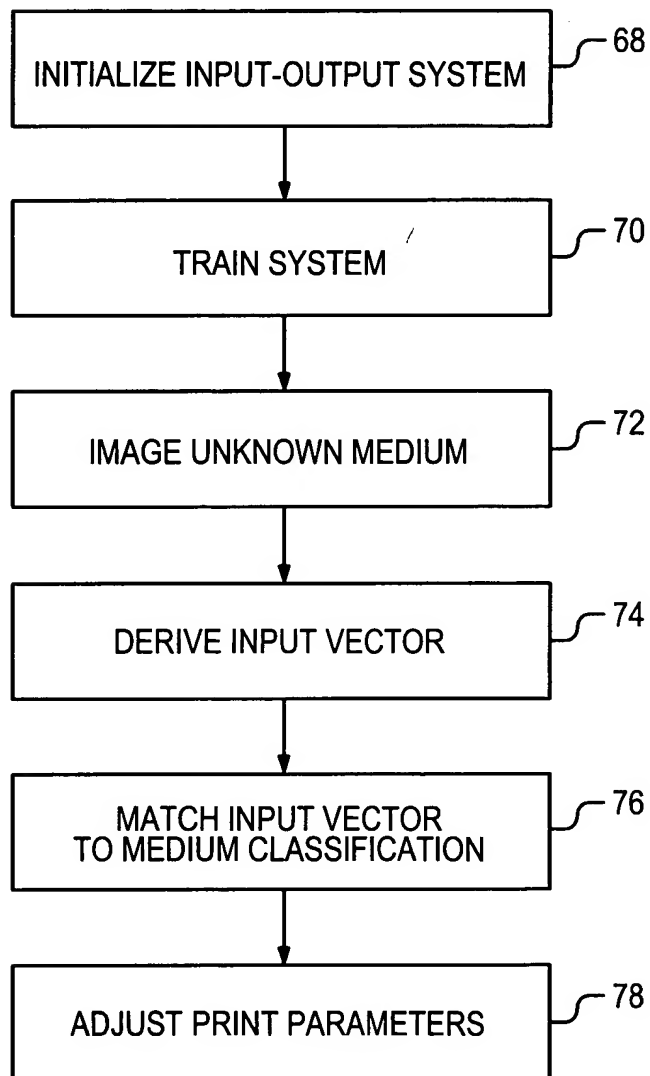 INITIALIZE INPUT-OUTPUT SYSTEM
68
TRAIN SYSTEM
70
IMAGE UNKNOWN MEDIUM
72
DERIVE INPUT VECTOR
74
MATCH INPUT VECTOR
TO MEDIUM CLASSIFICATION
76
ADJUST PRINT PARAMETERS
78